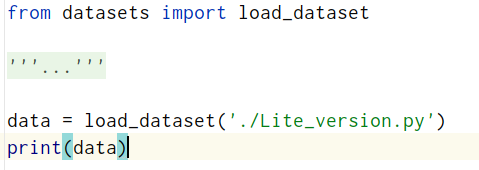 from datasets import load_dataset
'''...'''
data = load_dataset('./Lite_version.py')
print(data)